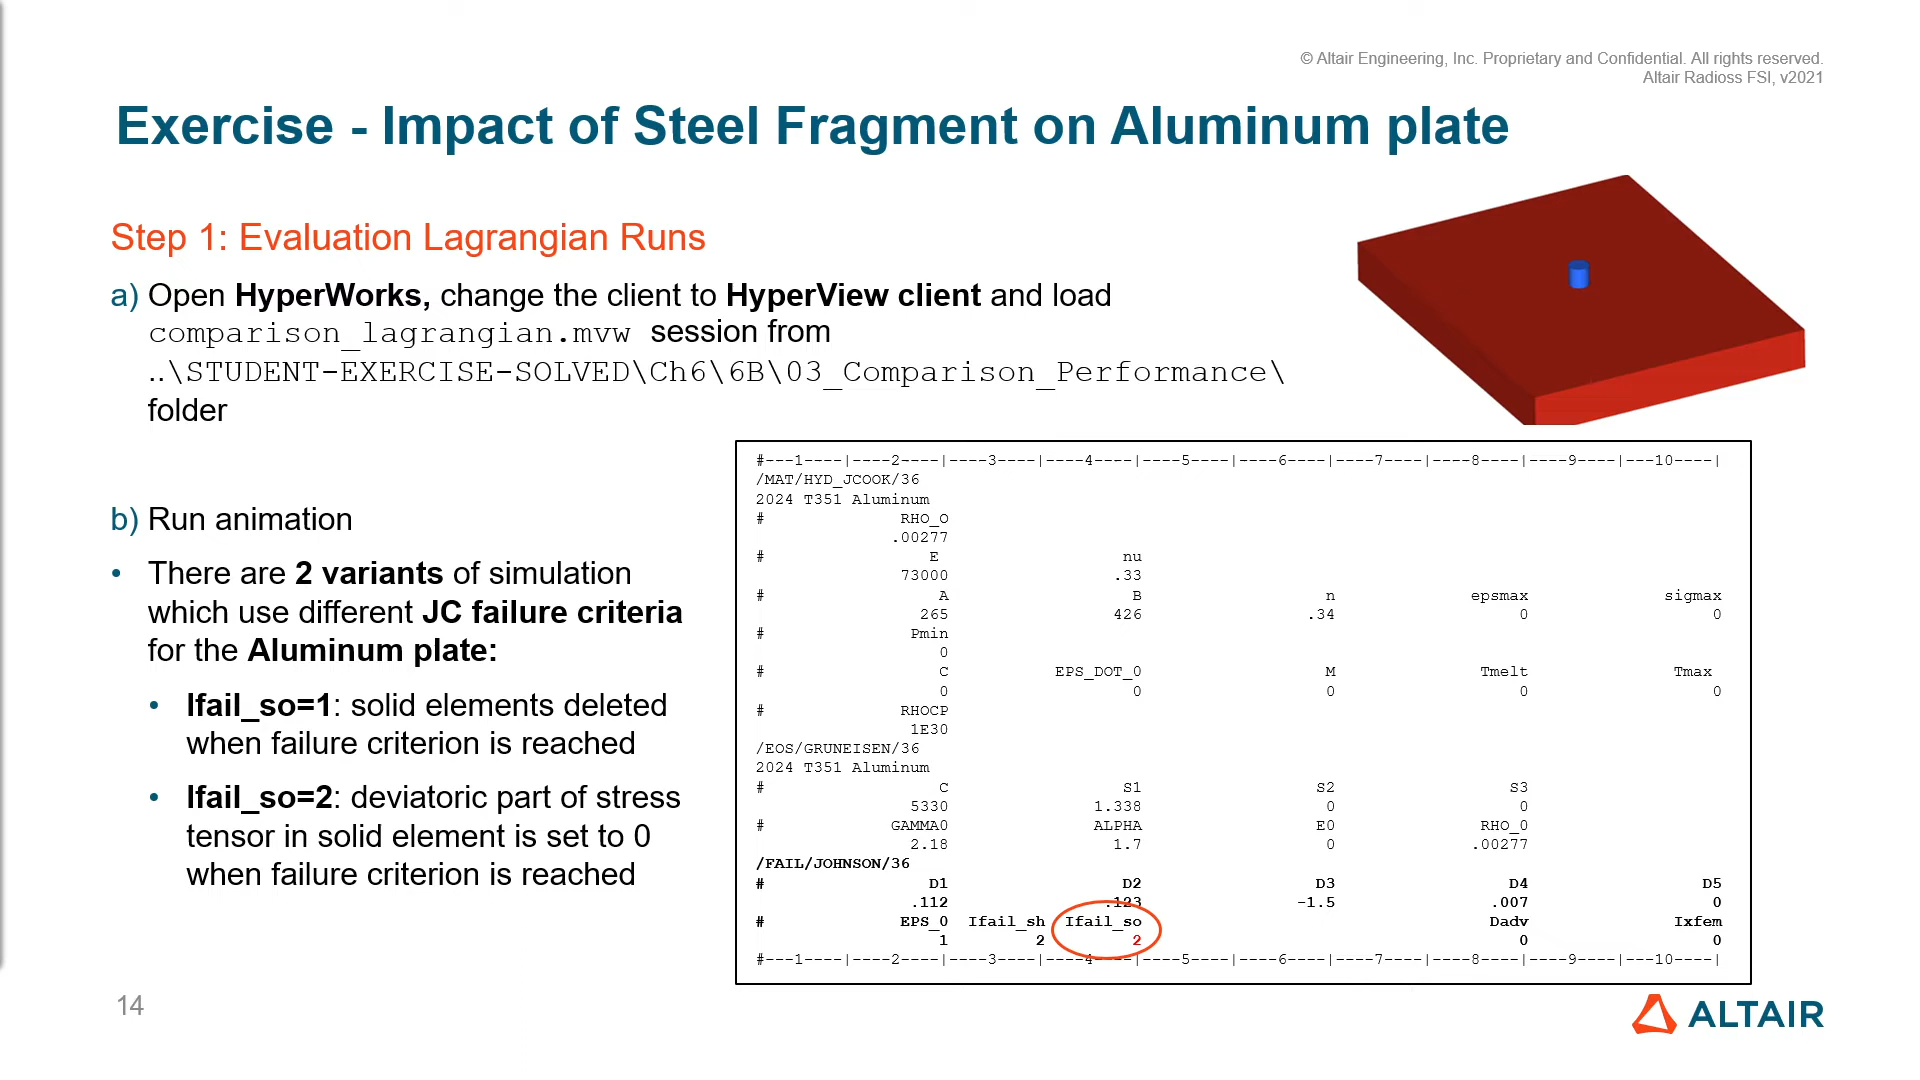 © Altair Engineering, Inc. Proprietary and Confidential. All rights reserved.
Altair Radioss FSI, v2021
Exercise - Impact of Steel Fragment on Aluminum plate
Step 1: Evaluation Lagrangian Runs
a) Open HyperWorks, change the client to HyperView client and load
comparison_lagrangian.mvw session from
..\STUDENT-EXERCISE-SOLVED\Ch6\6B\03_Comparison_Performance\
folder
b) Run animation
• There are 2 variants of simulation
which use different JC failure criteria
for the Aluminum plate:
• Ifail_so=1: solid elements deleted
when failure criterion is reached
• Ifail_so=2: deviatoric part of stress
tensor in solid element is set to 0
when failure criterion is reached
#---1----|----2----|----3----|----4----|----5----|----6----|----7----|----8----|----9----|---10----|
/MAT/HYD_JCOOK/36
2024 T351 Aluminum
# RHO_O
.00277
# E nu
73000 .33
# A B n epsmax sigmax
265 426 .34 0 0
# Pmin
0
# C EPS_DOT_0 M Tmelt Tmax
0 0 0 0 0
# RHOCP
1E30
/EOS/GRUNEISEN/36
2024 T351 Aluminum
# C S1 S2 S3
5330 1.338 0 0
# GAMMA0 ALPHA E0 RHO_0
2.18 1.7 0 .00277
/FAIL/JOHNSON/36
# D1 D2 D3 D4 D5
.112 .123 -1.5 .007 0
# EPS_0 Ifail_sh Ifail_so Dadv Ixfem
1 2 2 0 0
#---1----|----2----|----3----|----4----|----5----|----6----|----7----|----8----|----9----|---10----|
14
ALTAIR